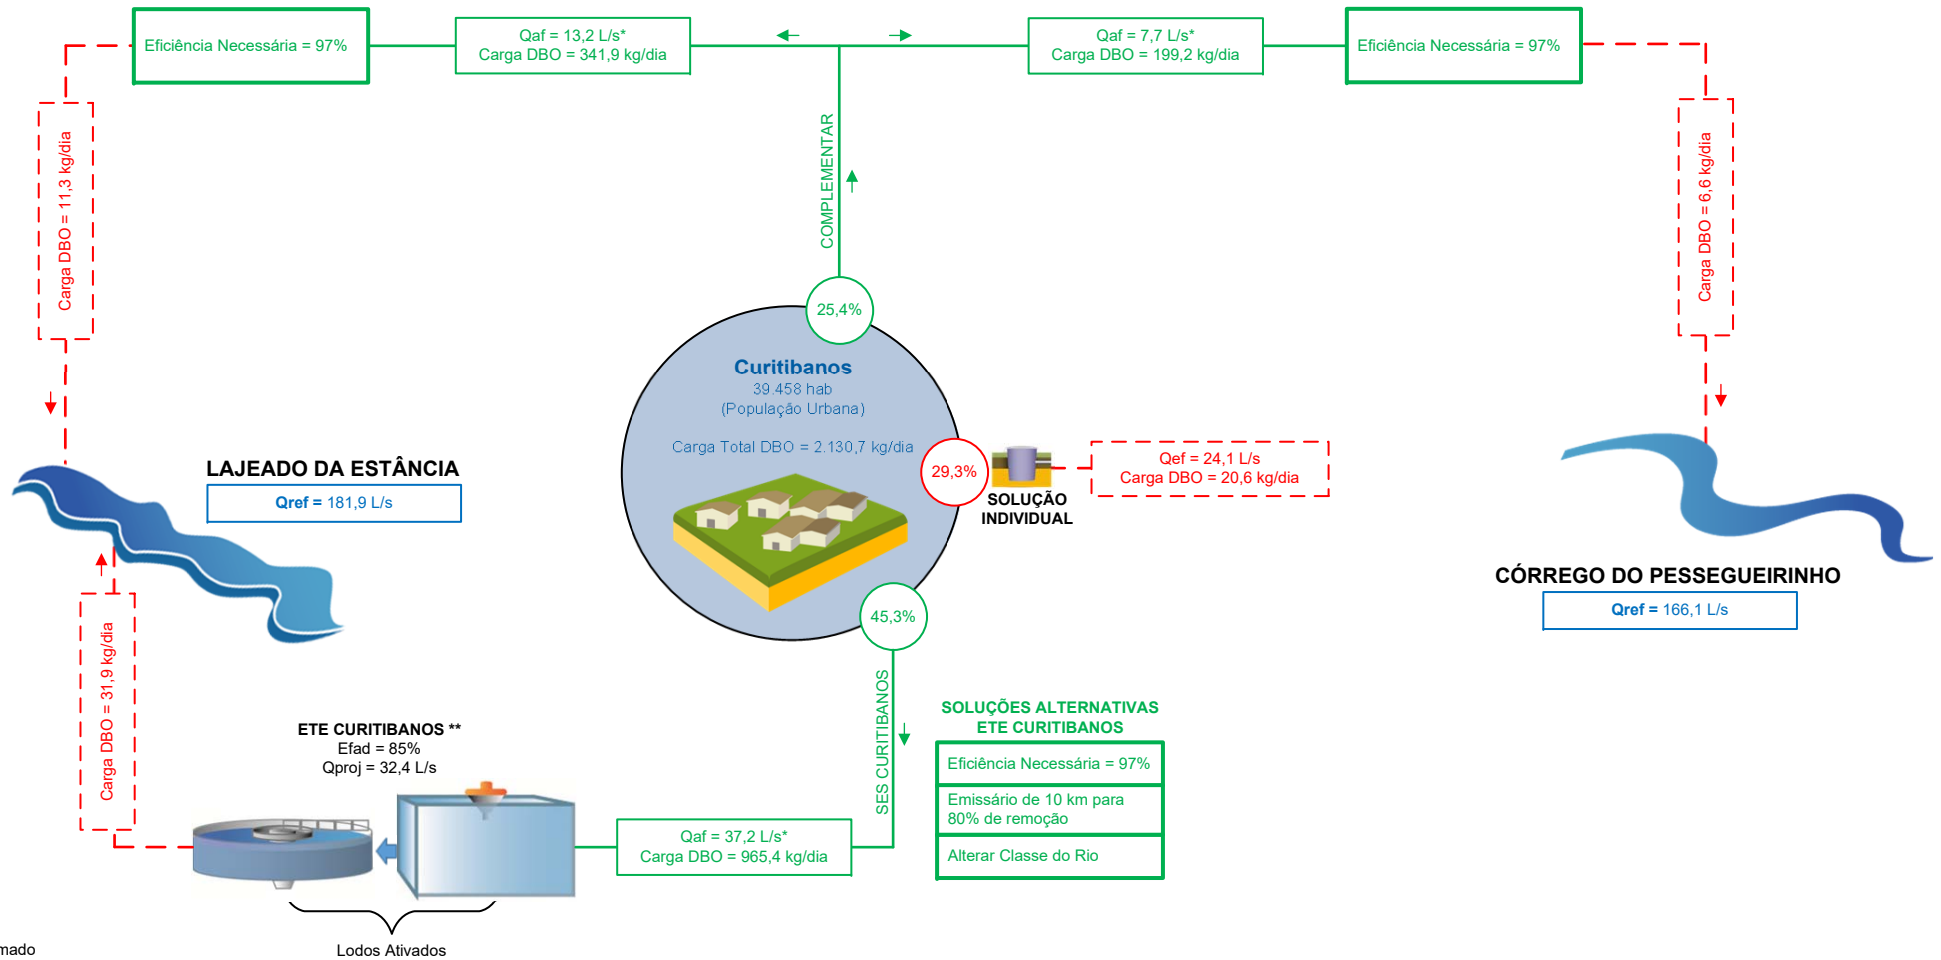 Eficiência Necessária = 97%
Qaf = 13,2 L/s*
Carga DBO = 341,9 kg/dia
Qaf = 7,7 L/s*
Carga DBO = 199,2 kg/dia
Eficiência Necessária = 97%
Carga DBO = 11,3 kg/dia
COMPLEMENTAR
Carga DBO = 6,6 kg/dia
25,4%
Curitibanos
39.458 hab
(População Urbana)
Carga Total DBO = 2.130,7 kg/dia
29,3%
SOLUÇÃO
INDIVIDUAL
Qef = 24,1 L/s
Carga DBO = 20,6 kg/dia
LAJEADO DA ESTÂNCIA
Qref = 181,9 L/s
CÓRREGO DO PESSEGUEIRINHO
Qref = 166,1 L/s
45,3%
SES CURITIBANOS
Carga DBO = 31,9 kg/dia
ETE CURITIBANOS **
Efad = 85%
Qproj = 32,4 L/s
Qaf = 37,2 L/s*
Carga DBO = 965,4 kg/dia
SOLUÇÕES ALTERNATIVAS
ETE CURITIBANOS
Eficiência Necessária = 97%
Emissário de 10 km para
80% de remoção
Alterar Classe do Rio
Lodos Ativados
mado